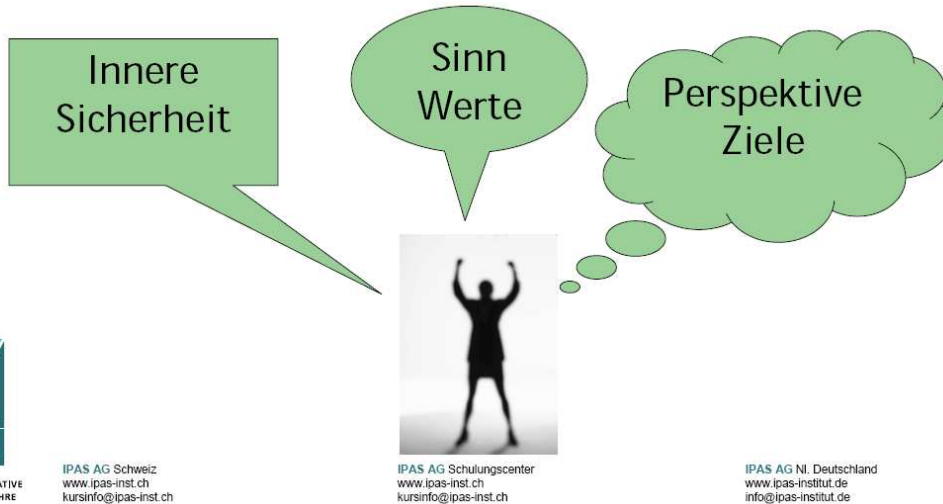 Innere
Sicherheit
Sinn
Werte
Perspektive
Ziele
IPAS AG Schweiz
www.ipas-inst.ch
kursinfo@ipas-inst.ch
IPAS AG Schulungscenter
www.ipas-inst.ch
kursinfo@ipas-inst.ch
IPAS AG NI. Deutschland
www.ipas-institut.de
info@ipas-institut.de